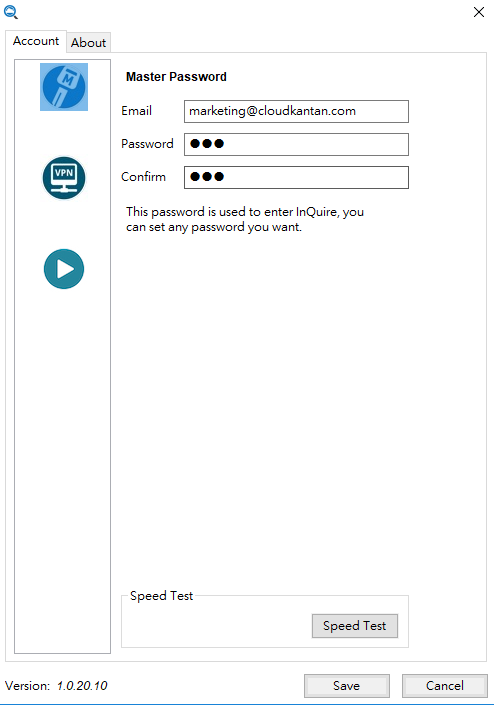 Account
About
M
VPN
Master Password
Email
marketing@cloudkantan.com
Password
●●●
Confirm
●●●
This password is used to enter InQuire, you
can set any password you want.
Speed Test
Speed Test
Version: 1.0.20.10
Save
Cancel